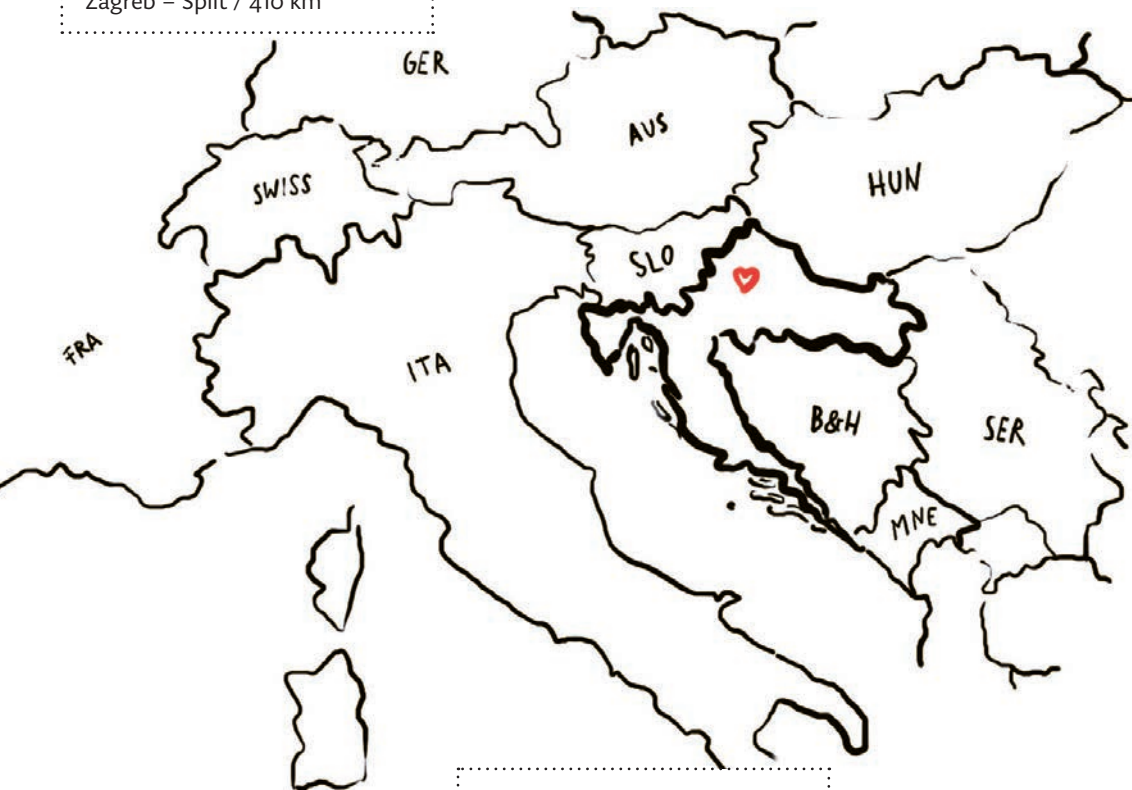 Zagreb – Split / 410 km
GER
AUS
SWISS
HUN
SLO
FRA
ITA
B&H
SER
MNE